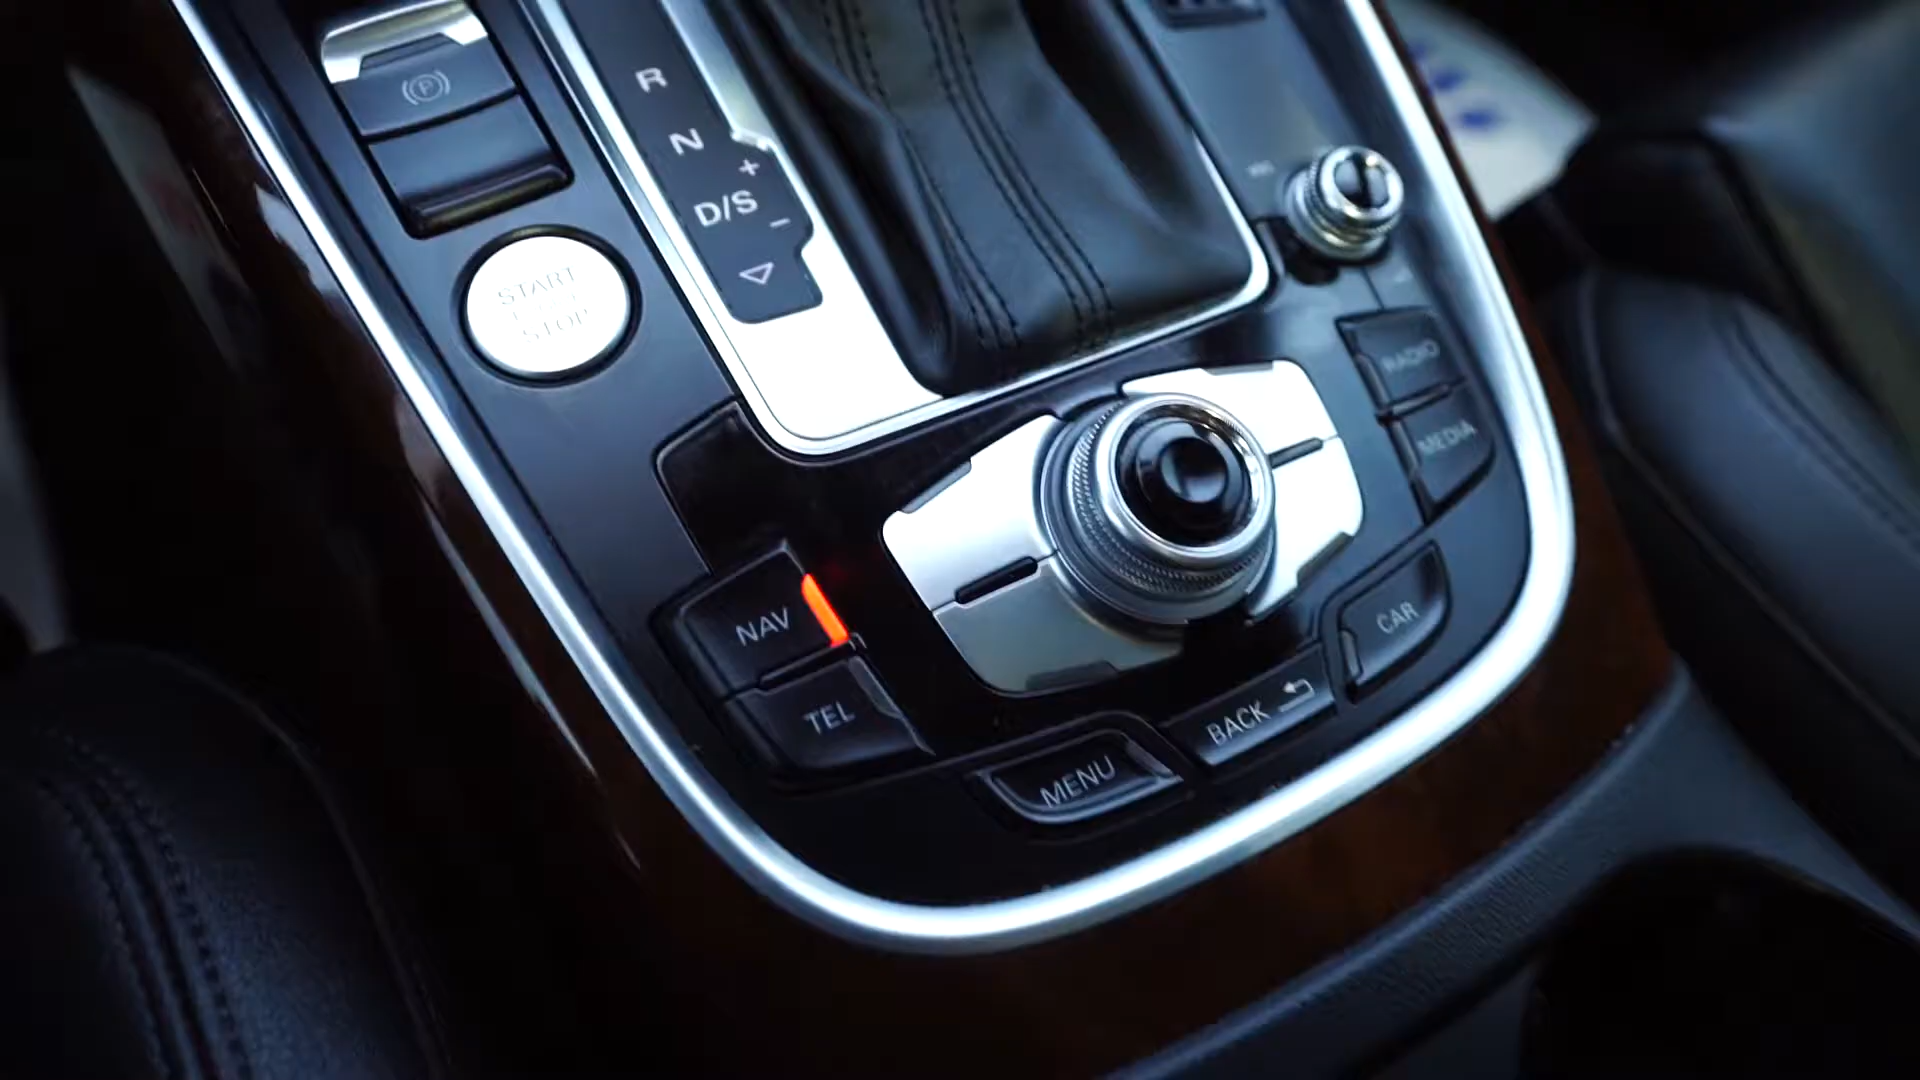 P
R
N
+
D/S
−
START
STOP
RADIO
MEDIA
NAV
TEL
CAR
BACK
MENU